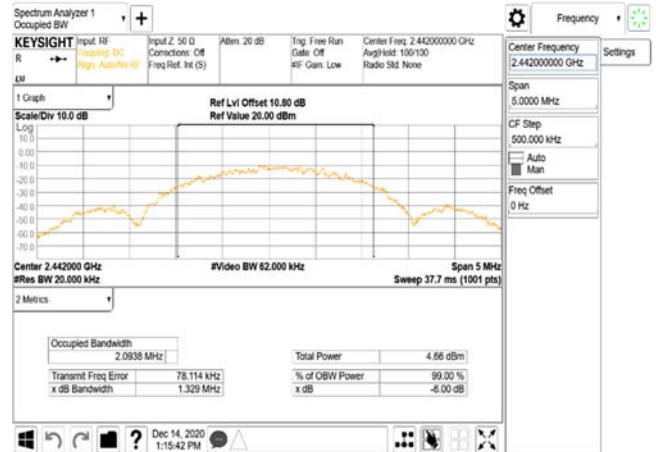 Spectrum Analyzer 1
Occupied BW
+
Frequency
KEYSIGHT
Input: RF
Coupling: DC
Align: Auto/No RF
Input Z: 50 Ω
Corrections: Off
Freq Ref: Int (S)
Atten: 20 dB
Trig: Free Run
Gate: Off
#IF Gain: Low
Center Freq: 2.442000000 GHz
Avg|Hold: 100/100
Radio Std: None
R
LXI
Center Frequency
2.442000000 GHz
Settings
Span
5.0000 MHz
CF Step
500.000 kHz
Auto
Man
Freq Offset
0 Hz
1 Graph
Scale/Div 10.0 dB
Ref Lvl Offset 10.80 dB
Ref Value 20.00 dBm
Log
10.0
0.00
-10.0
-20.0
-30.0
-40.0
-50.0
-60.0
-70.0
Center 2.442000 GHz
#Res BW 20.000 kHz
#Video BW 62.000 kHz
Span 5 MHz
Sweep 37.7 ms (1001 pts)
2 Metrics
Occupied Bandwidth
2.0938 MHz
Transmit Freq Error 78.114 kHz
x dB Bandwidth 1.329 MHz
Total Power 4.66 dBm
% of OBW Power 99.00 %
x dB -6.00 dB
?
Dec 14, 2020
1:15:42 PM